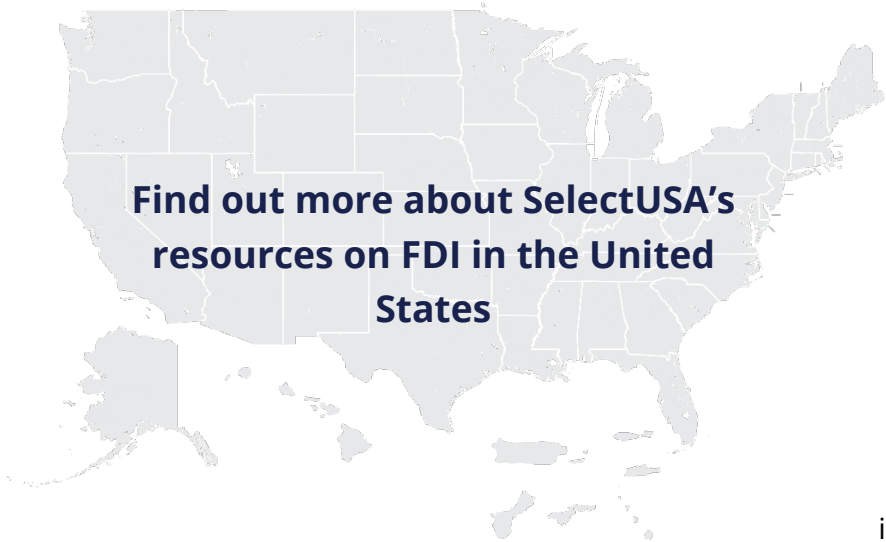 Find out more about SelectUSA’s
resources on FDI in the United
States
i